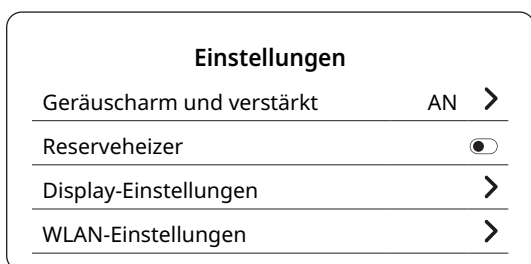 Einstellungen
Geräuscharm und verstärkt AN
Reserveheizer
Display-Einstellungen
WLAN-Einstellungen